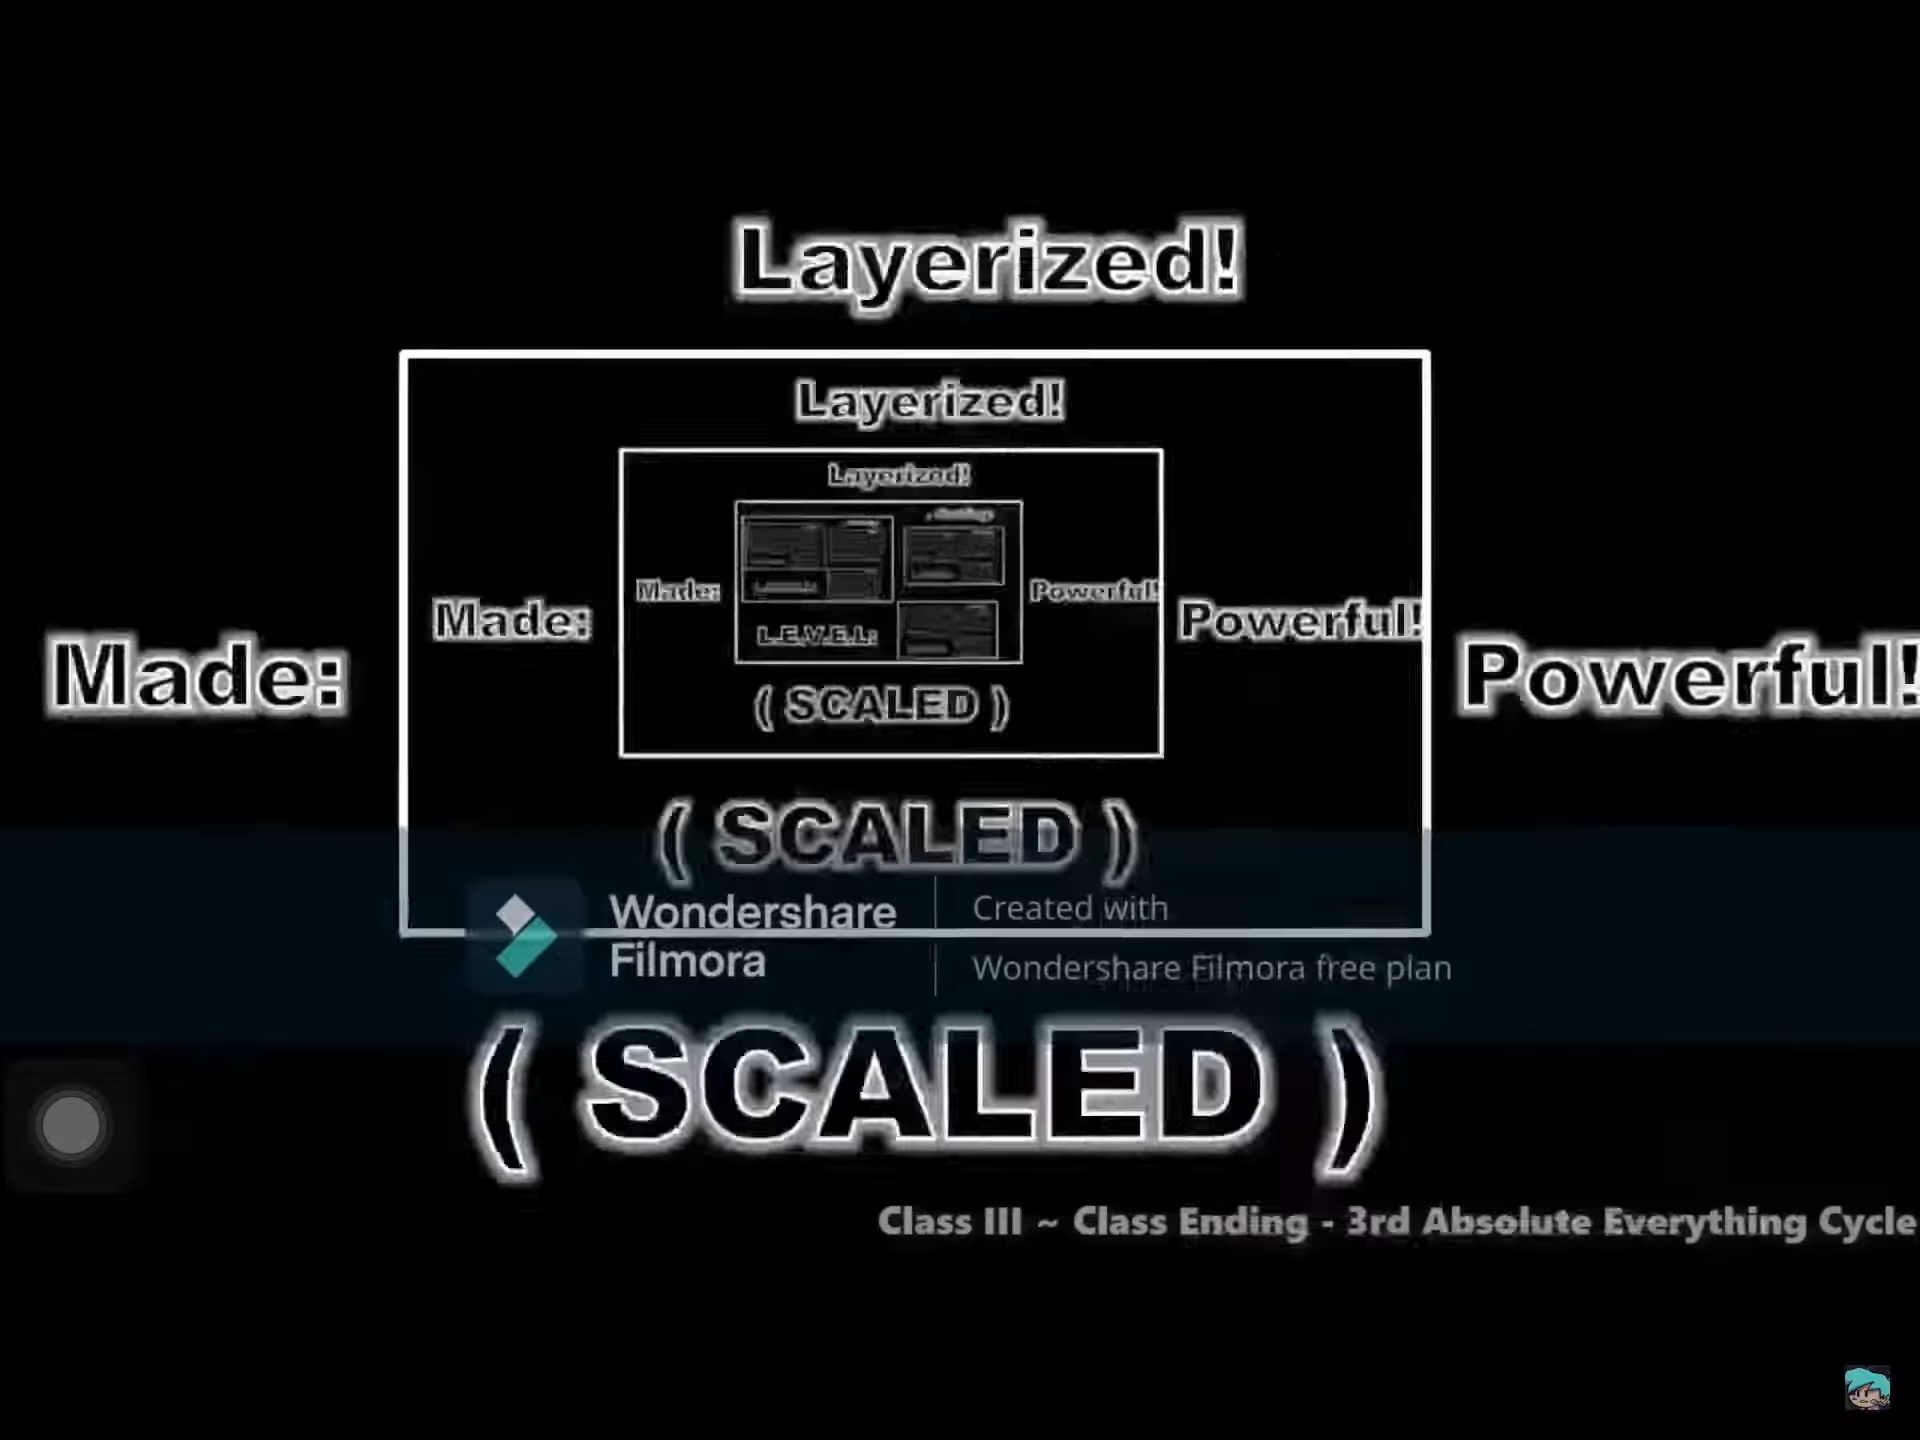 Layerized!
Layerized!
Layerized!
Made:
Made:
Made:
Powerful!
Powerful!
Powerful!
L.E.V.E.L:
( SCALED )
( SCALED )
Wondershare
Filmora
Created with
Wondershare Filmora free plan
( SCALED )
Class III ~ Class Ending - 3rd Absolute Everything Cycle